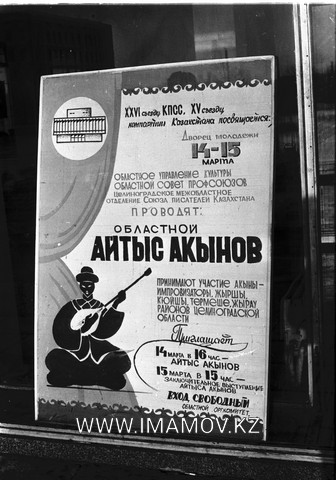 XXVI съезду КПСС, XV съезду
компартии Казахстана посвящается:
Дворец молодежи
14-15
МАРТА
ОБЛАСТНОЕ УПРАВЛЕНИЕ КУЛЬТУРЫ
ОБЛАСТНОЙ СОВЕТ ПРОФСОЮЗОВ
ЦЕЛИНОГРАДСКОЕ МЕЖОБЛАСТНОЕ
ОТДЕЛЕНИЕ СОЮЗА ПИСАТЕЛЕЙ КАЗАХСТАНА
ПРОВОДЯТ:
ОБЛАСТНОЙ
АЙТЫС АКЫНОВ
ПРИНИМАЮТ УЧАСТИЕ АКЫНЫ-
ИМПРОВИЗАТОРЫ, ЖЫРШЫ,
КЮЙШЫ, ТЕРМЕШЕ, ЖЫРАУ
РАЙОНОВ ЦЕЛИНОГРАДСКОЙ
ОБЛАСТИ
Приглашает
14 МАРТА В 16 ЧАС—
АЙТЫС АКЫНОВ
15 МАРТА В 15 ЧАС—
ЗАКЛЮЧИТЕЛЬНОЕ ВЫСТУПЛЕНИЕ
АЙТЫСА АКЫНОВ
ВХОД СВОБОДНЫЙ
ОБЛАСТНОЙ ОРГКОМИТЕТ.
WWW.IMAMOV.KZ